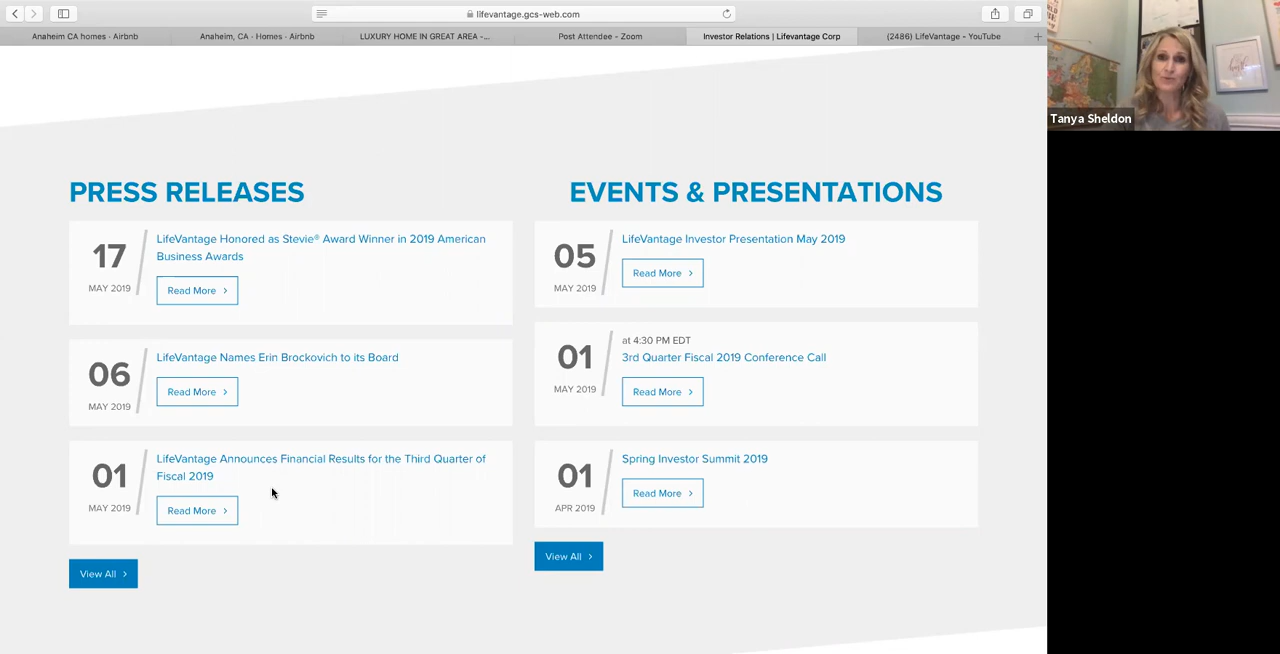 lifevantage.gcs-web.com
Anaheim CA homes - Airbnb
Anaheim, CA · Homes · Airbnb
LUXURY HOME IN GREAT AREA -...
Post Attendee - Zoom
Investor Relations | Lifevantage Corp
(2486) LifeVantage - YouTube
Tanya Sheldon
PRESS RELEASES
17
MAY 2019
LifeVantage Honored as Stevie® Award Winner in 2019 American
Business Awards
Read More
06
MAY 2019
LifeVantage Names Erin Brockovich to its Board
Read More
01
MAY 2019
LifeVantage Announces Financial Results for the Third Quarter of
Fiscal 2019
Read More
View All
EVENTS & PRESENTATIONS
05
MAY 2019
LifeVantage Investor Presentation May 2019
Read More
01
MAY 2019
at 4:30 PM EDT
3rd Quarter Fiscal 2019 Conference Call
Read More
01
APR 2019
Spring Investor Summit 2019
Read More
View All